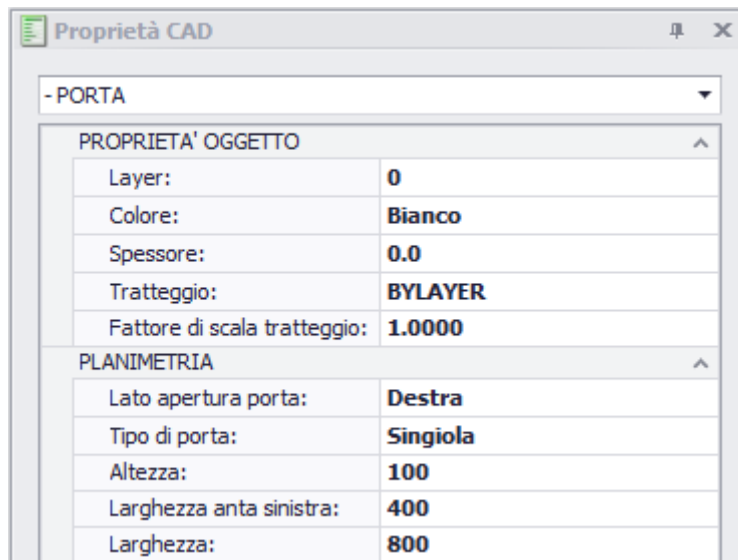 Proprietà CAD
- PORTA
PROPRIETA' OGGETTO
Layer: 0
Colore: Bianco
Spessore: 0.0
Tratteggio: BYLAYER
Fattore di scala tratteggio: 1.0000
PLANIMETRIA
Lato apertura porta: Destra
Tipo di porta: Singiola
Altezza: 100
Larghezza anta sinistra: 400
Larghezza: 800